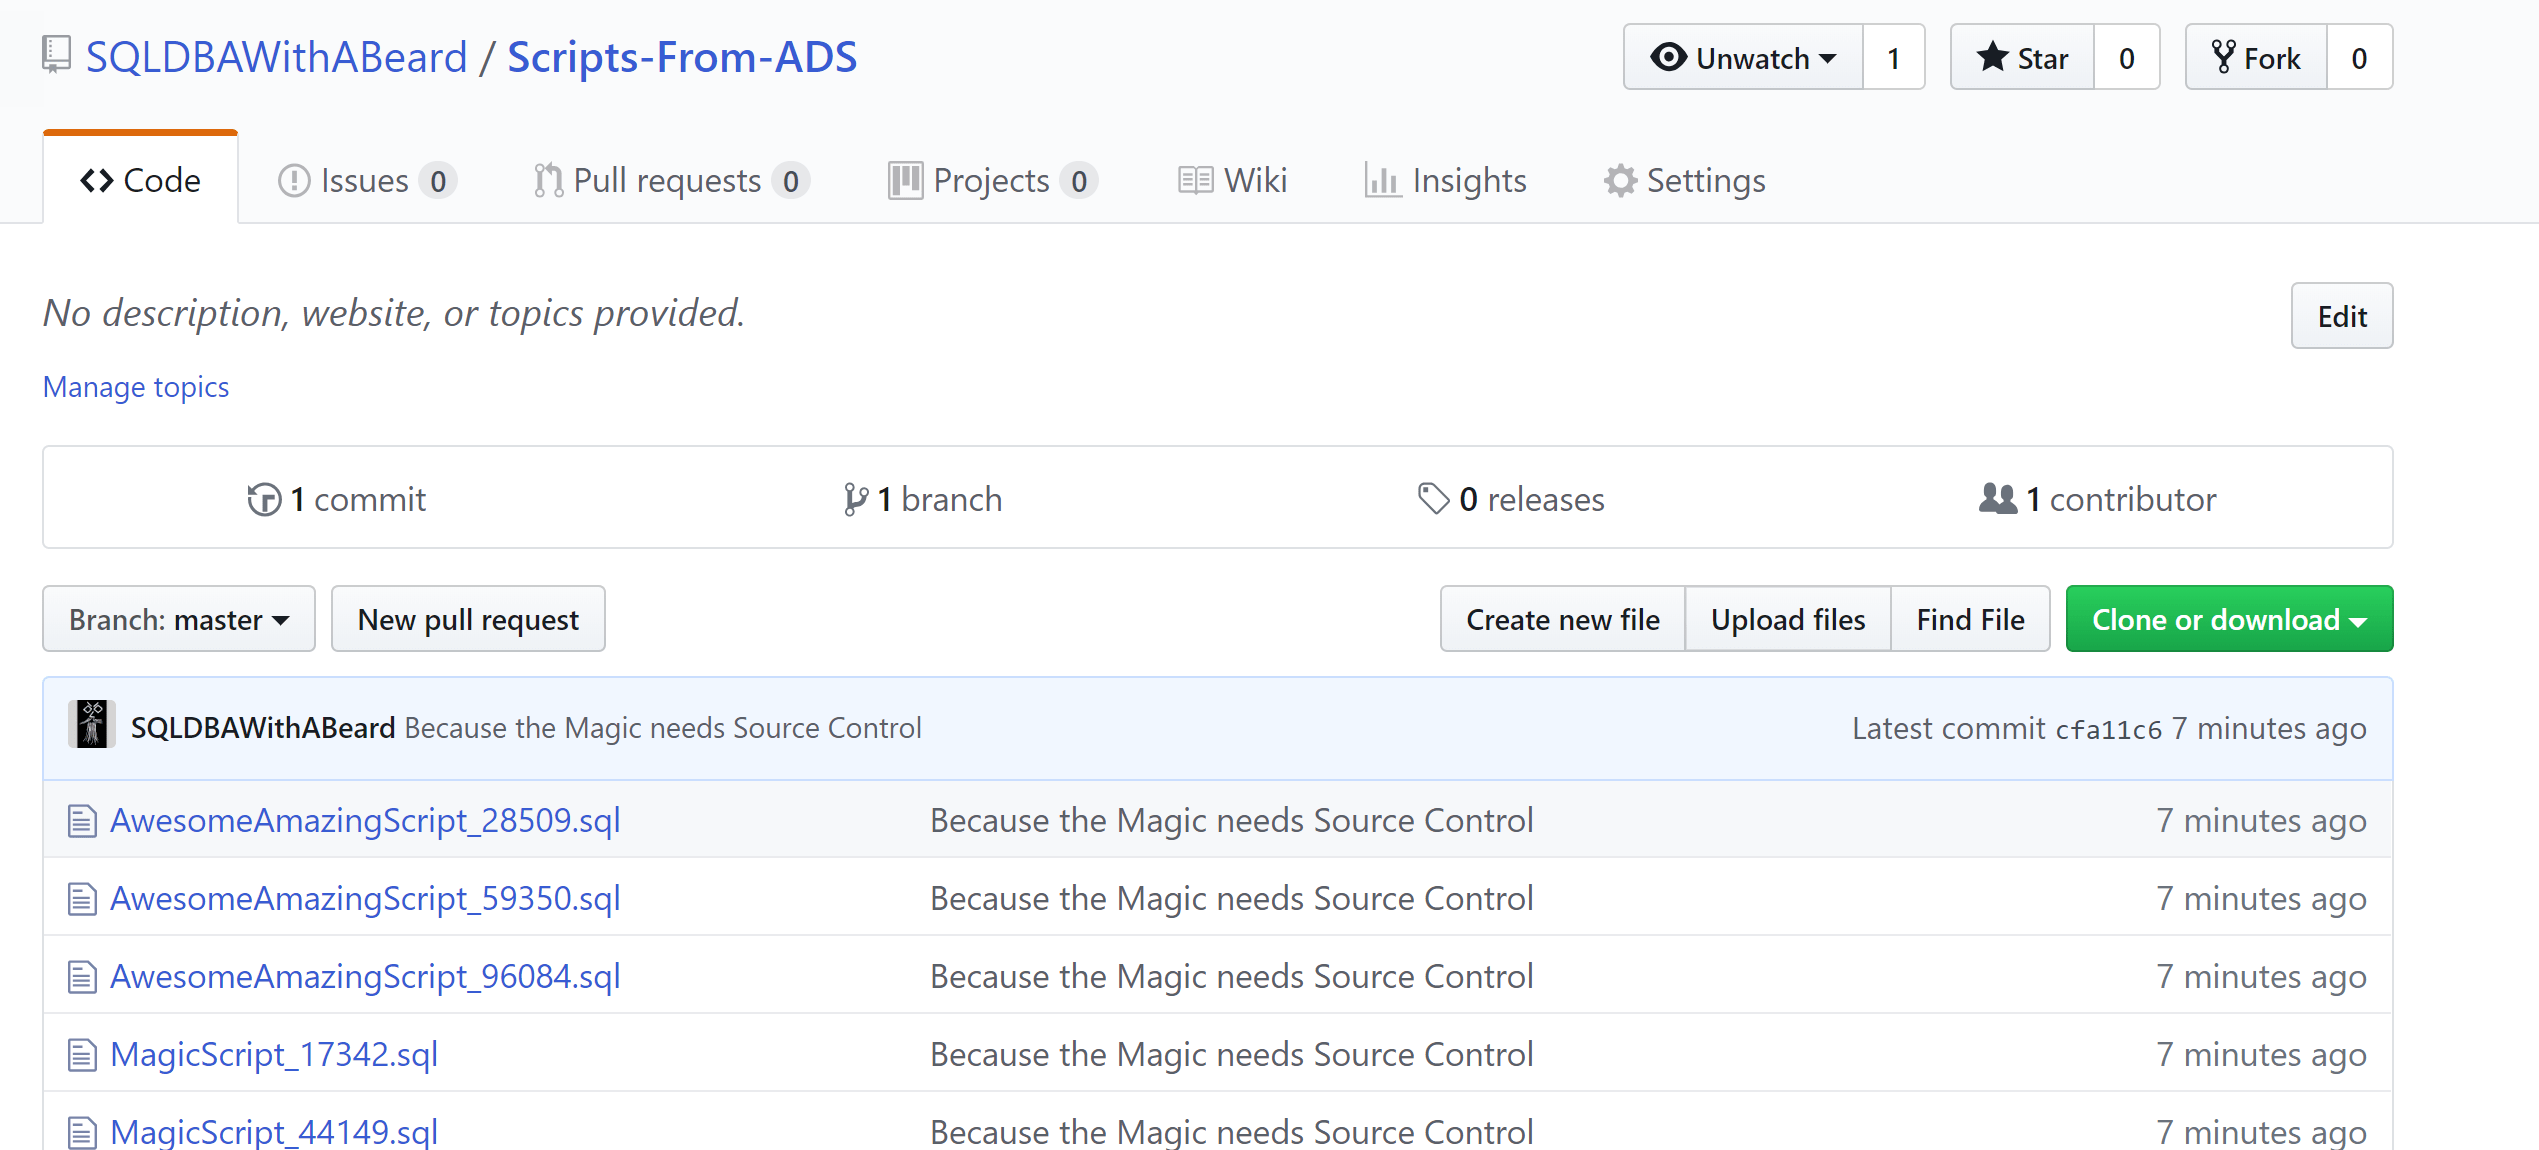 SQLDBAWithABeard / Scripts-From-ADS
Unwatch 1 Star 0 Fork 0
Code Issues 0 Pull requests 0 Projects 0 Wiki Insights Settings
No description, website, or topics provided.
Edit
Manage topics
1 commit 1 branch 0 releases 1 contributor
Branch: master New pull request Create new file Upload files Find File Clone or download
SQLDBAWithABeard Because the Magic needs Source Control Latest commit cfa11c6 7 minutes ago
AwesomeAmazingScript_28509.sql Because the Magic needs Source Control 7 minutes ago
AwesomeAmazingScript_59350.sql Because the Magic needs Source Control 7 minutes ago
AwesomeAmazingScript_96084.sql Because the Magic needs Source Control 7 minutes ago
MagicScript_17342.sql Because the Magic needs Source Control 7 minutes ago
MagicScript_44149.sql Because the Magic needs Source Control 7 minutes ago